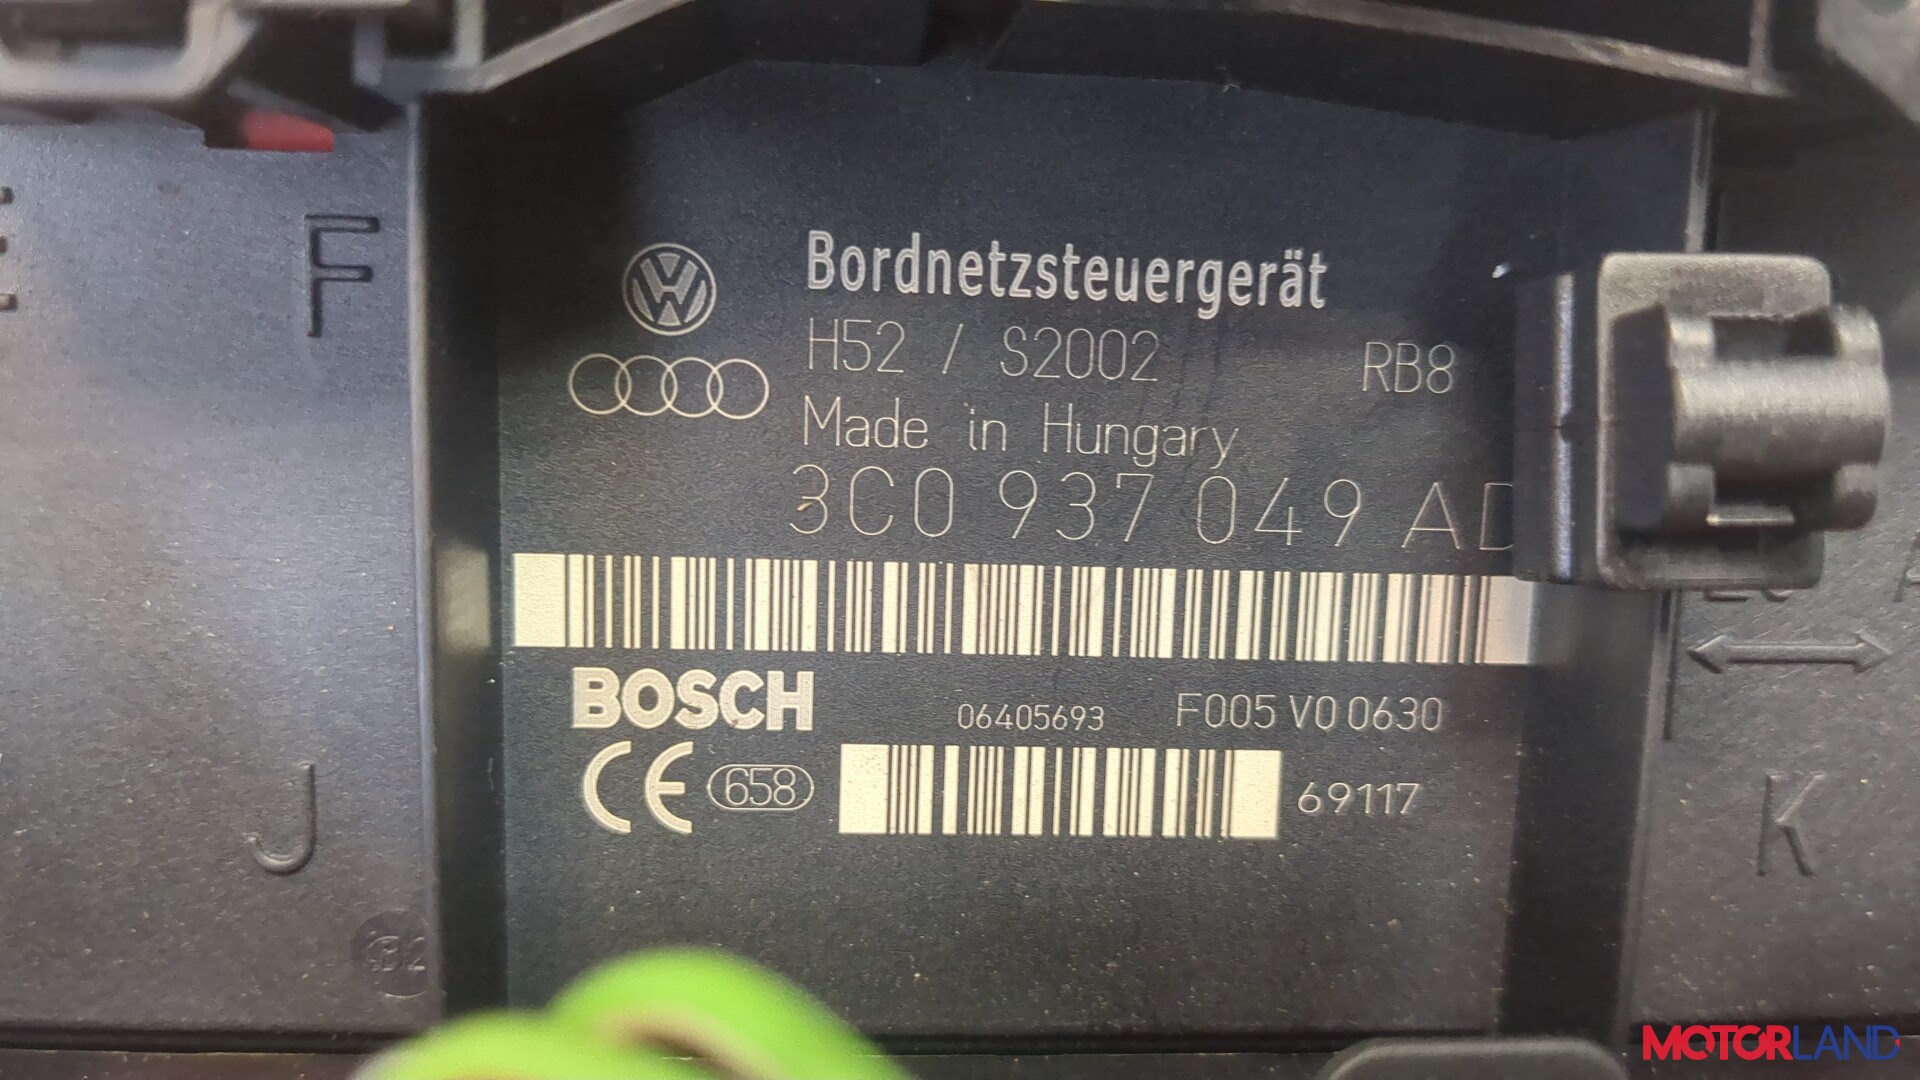 F
Bordnetzsteuergerät
H52 / S2002 RB8
Made in Hungary
3C0 937 049 AD
BOSCH 06405693 F005 V0 0630
CE 658 69117
J
K
MOTORLAND